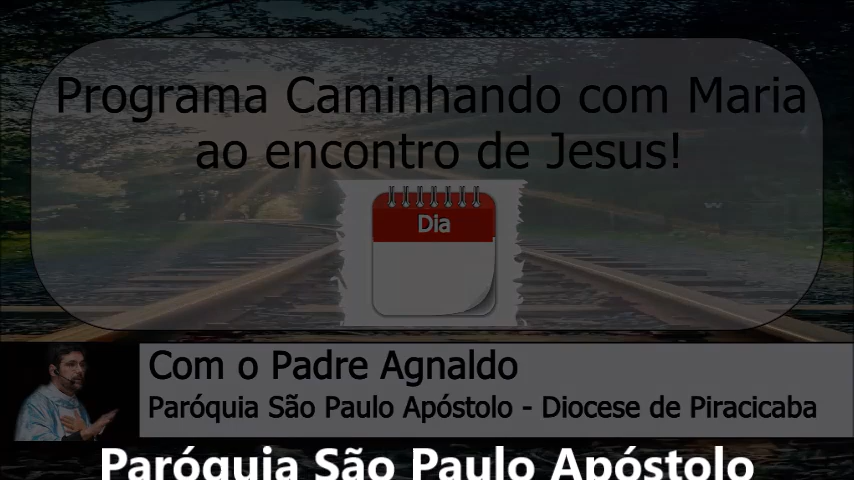 Programa Caminhando com Maria
ao encontro de Jesus!
Dia
Com o Padre Agnaldo
Paróquia São Paulo Apóstolo - Diocese de Piracicaba
Paróquia São Paulo Apóstolo